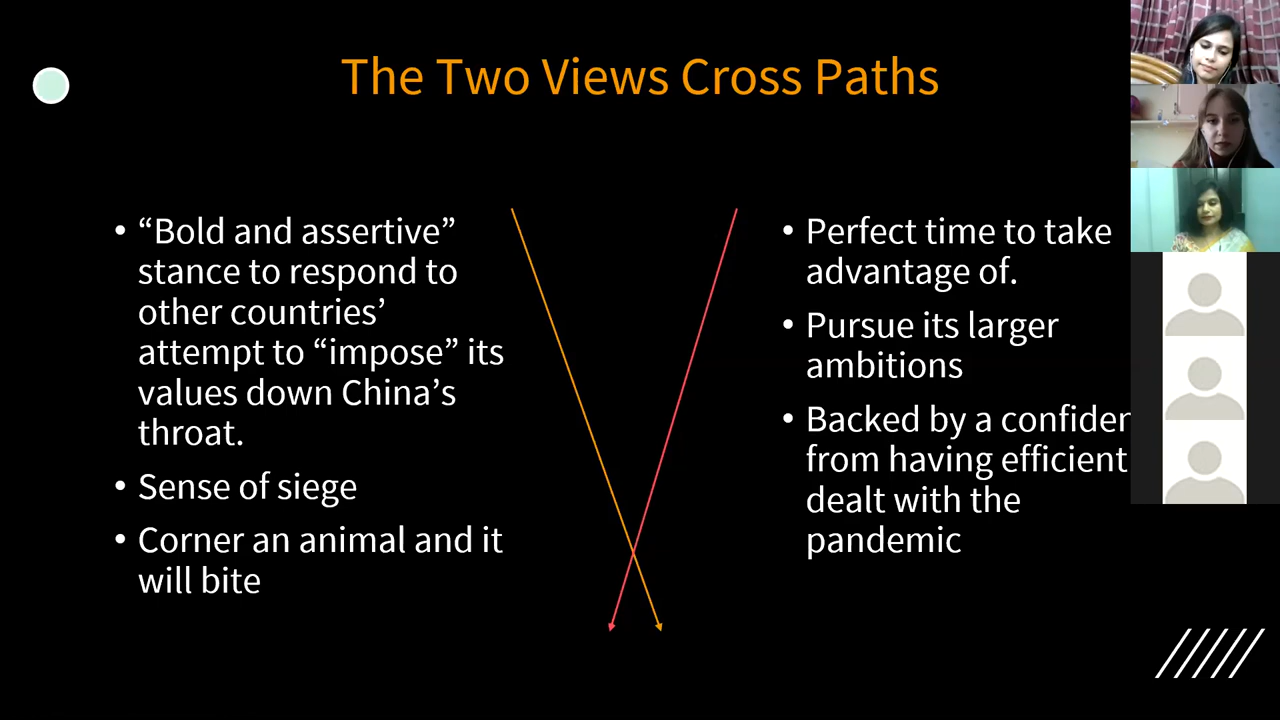 The Two Views Cross Paths
• “Bold and assertive”
stance to respond to
other countries’
attempt to “impose” its
values down China’s
throat.
• Sense of siege
• Corner an animal and it
will bite
• Perfect time to take
advantage of.
• Pursue its larger
ambitions
• Backed by a
from having
dealt with the
pandemic